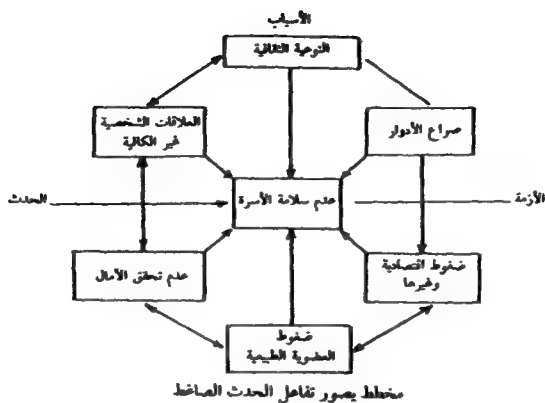 الأسباب
النوعية الثقافية
العلاقات الشخصية
غير الكافية
صراع الأدوار
الحدث
عدم سلامة الأسرة
الأزمة
عدم تحقق الآمال
ضغوط اقتصادية
وغيرها
ضغوط
العضوية الطبيعية
مخطط يصور تفاعل الحدث الضاغط